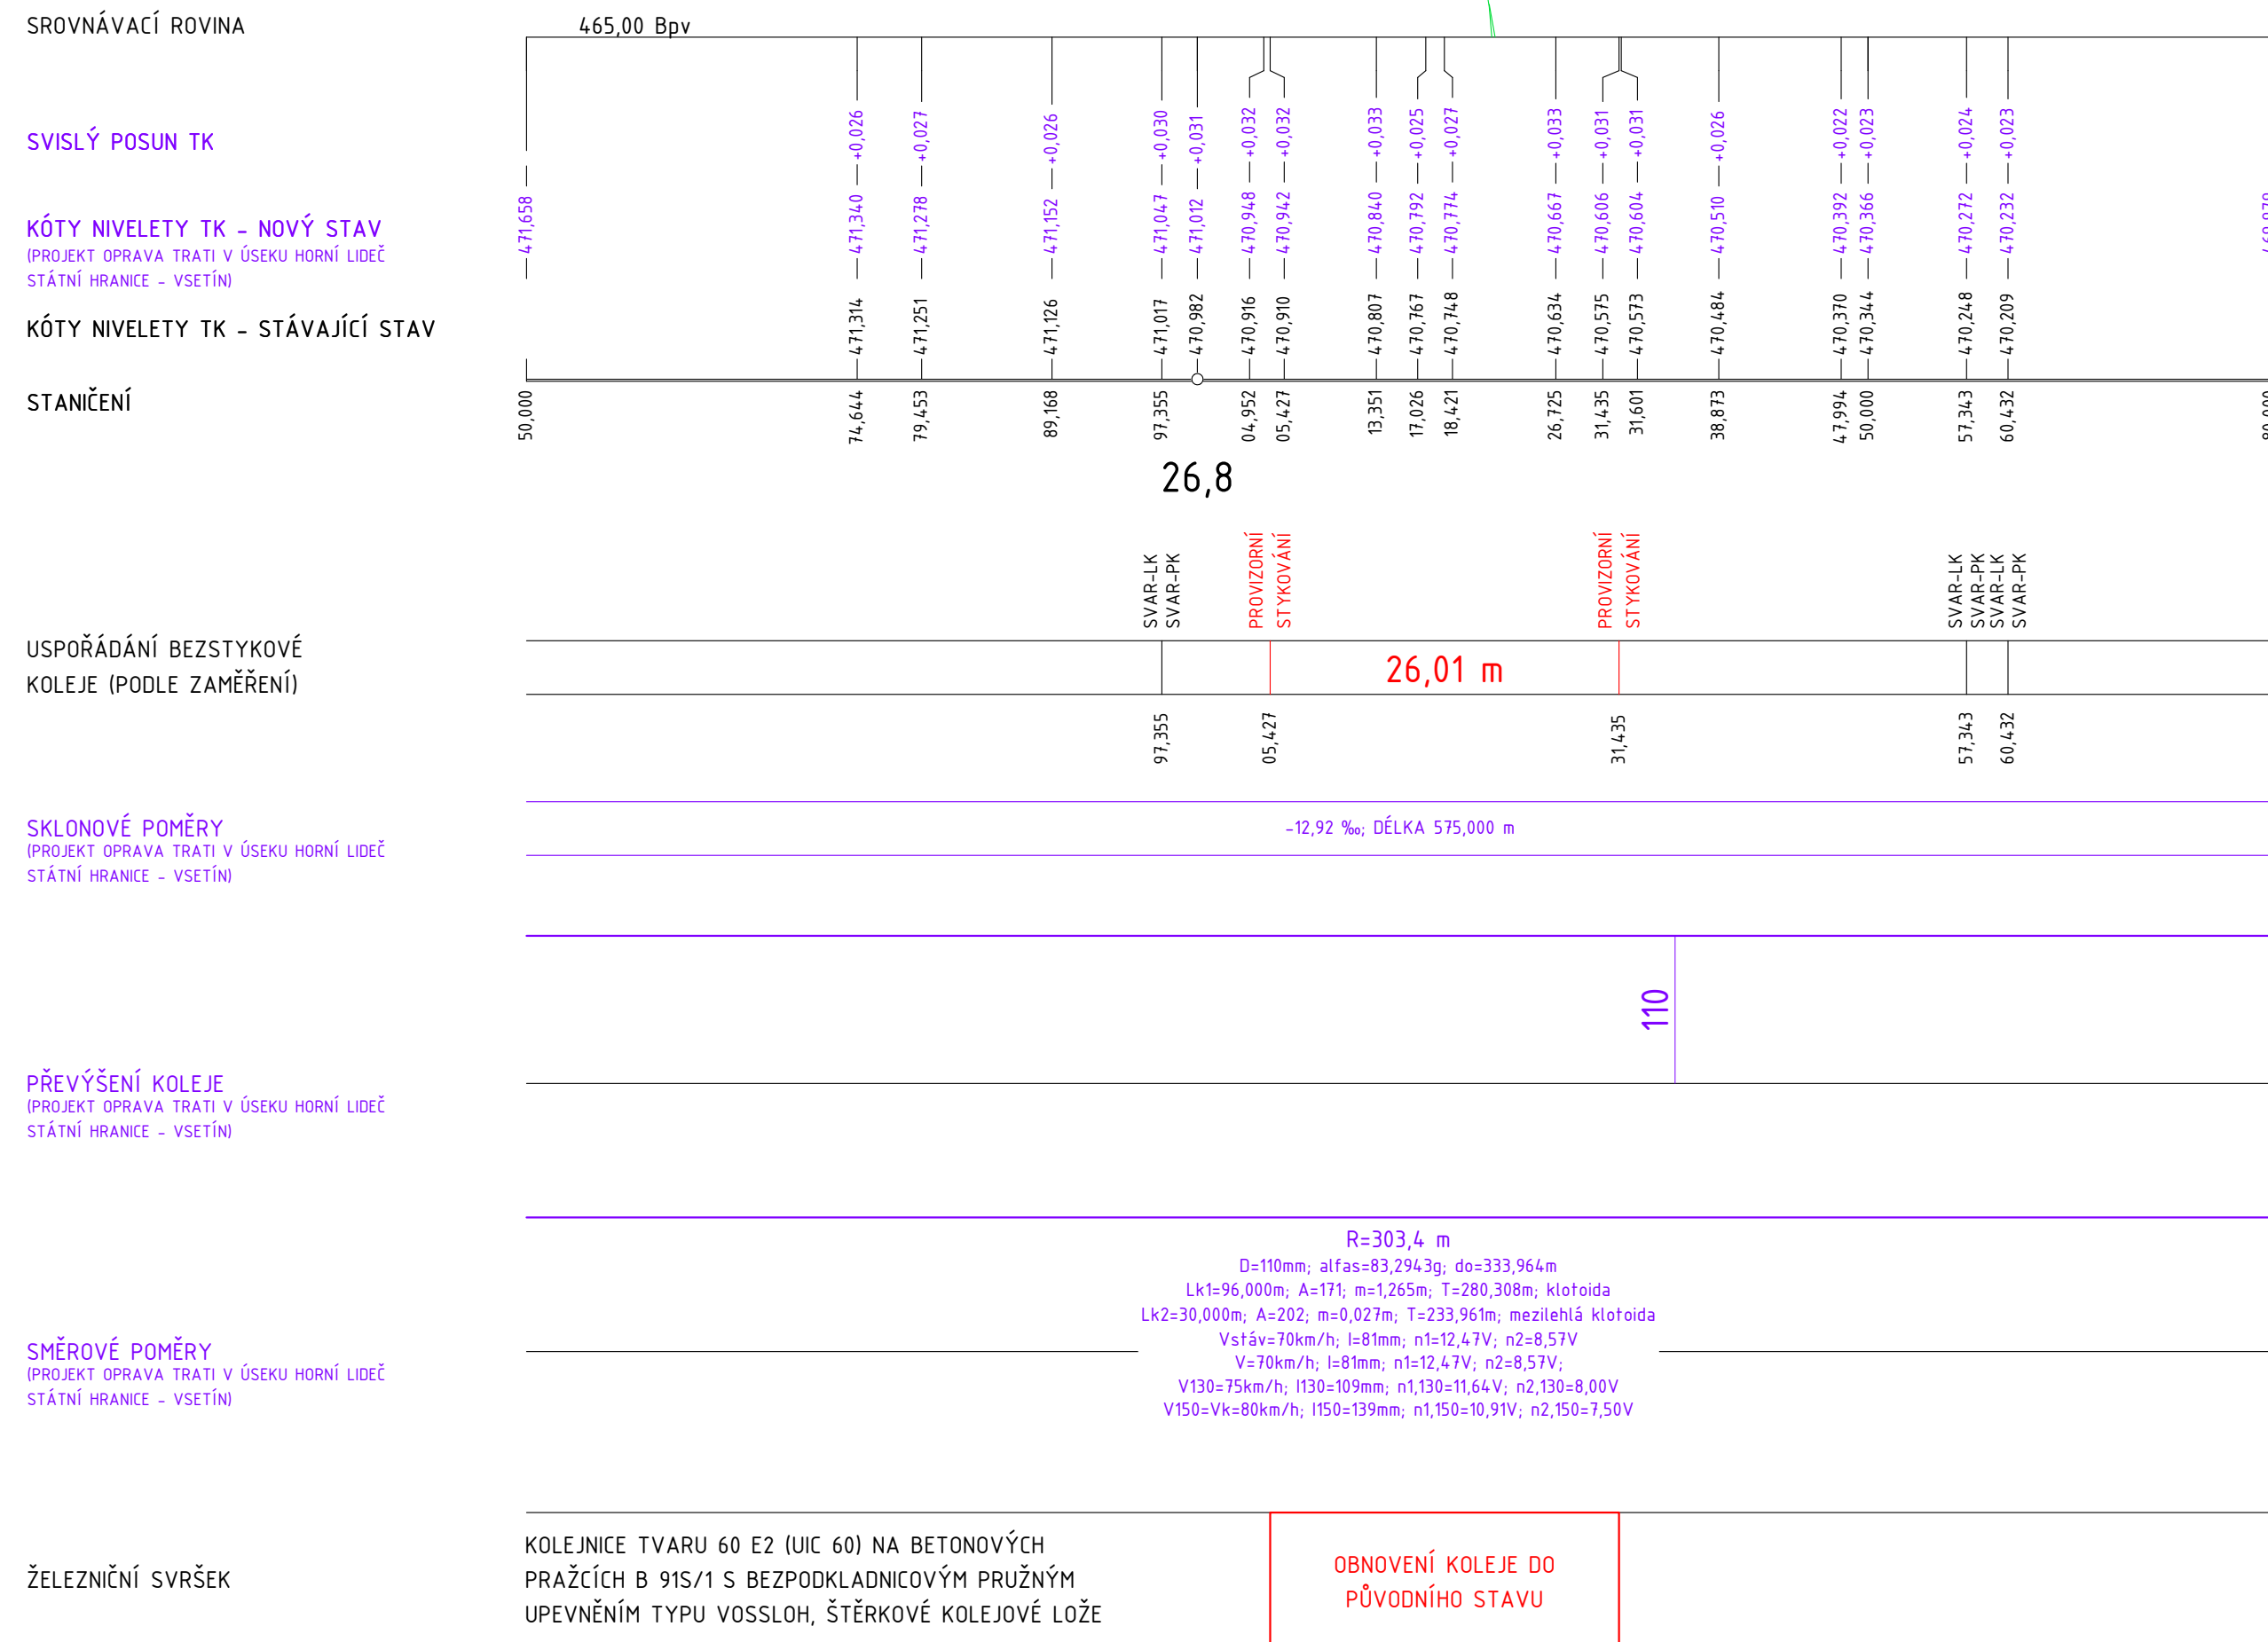 SROVNÁVACÍ ROVINA
465,00 Bpv
SVISLÝ POSUN TK
+0,026
+0,027
+0,026
+0,030
+0,031
+0,032
+0,032
+0,033
+0,025
+0,027
+0,033
+0,031
+0,031
+0,026
+0,022
+0,023
+0,024
+0,023
KÓTY NIVELETY TK - NOVÝ STAV
(PROJEKT OPRAVA TRATI V ÚSEKU HORNÍ LIDEČ
STÁTNÍ HRANICE - VSETÍN)
471,658
471,340
471,278
471,152
471,047
471,012
470,948
470,942
470,840
470,792
470,774
470,667
470,606
470,604
470,510
470,392
470,366
470,272
470,232
KÓTY NIVELETY TK - STÁVAJÍCÍ STAV
471,314
471,251
471,126
471,017
470,982
470,916
470,910
470,807
470,767
470,748
470,634
470,575
470,573
470,484
470,370
470,344
470,248
470,209
STANIČENÍ
50,000
74,644
79,453
89,168
97,355
04,952
05,427
13,351
17,026
18,421
26,725
31,435
31,601
38,873
47,994
50,000
57,343
60,432
26,8
SVAR-LK
SVAR-PK
PROVIZORNÍ
STYKOVÁNÍ
PROVIZORNÍ
STYKOVÁNÍ
SVAR-LK
SVAR-PK
SVAR-LK
SVAR-PK
USPOŘÁDÁNÍ BEZSTYKOVÉ
KOLEJE (PODLE ZAMĚŘENÍ)
26,01 m
97,355
05,427
31,435
57,343
60,432
SKLONOVÉ POMĚRY
(PROJEKT OPRAVA TRATI V ÚSEKU HORNÍ LIDEČ
STÁTNÍ HRANICE - VSETÍN)
-12,92 ‰; DÉLKA 575,000 m
110
PŘEVÝŠENÍ KOLEJE
(PROJEKT OPRAVA TRATI V ÚSEKU HORNÍ LIDEČ
STÁTNÍ HRANICE - VSETÍN)
R=303,4 m
D=110mm; alfas=83,2943g; do=333,964m
Lk1=96,000m; A=171; m=1,265m; T=280,308m; klotoida
Lk2=30,000m; A=202; m=0,027m; T=233,961m; mezilehlá klotoida
Vstáv=70km/h; I=81mm; n1=12,47V; n2=8,57V
V=70km/h; I=81mm; n1=12,47V; n2=8,57V;
V130=75km/h; I130=109mm; n1,130=11,64V; n2,130=8,00V
V150=Vk=80km/h; I150=139mm; n1,150=10,91V; n2,150=7,50V
SMĚROVÉ POMĚRY
(PROJEKT OPRAVA TRATI V ÚSEKU HORNÍ LIDEČ
STÁTNÍ HRANICE - VSETÍN)
ŽELEZNIČNÍ SVRŠEK
KOLEJNICE TVARU 60 E2 (UIC 60) NA BETONOVÝCH
PRAŽCÍCH B 91S/1 S BEZPODKLADNICOVÝM PRUŽNÝM
UPEVNĚNÍM TYPU VOSSLOH, ŠTĚRKOVÉ KOLEJOVÉ LOŽE
OBNOVENÍ KOLEJE DO
PŮVODNÍHO STAVU